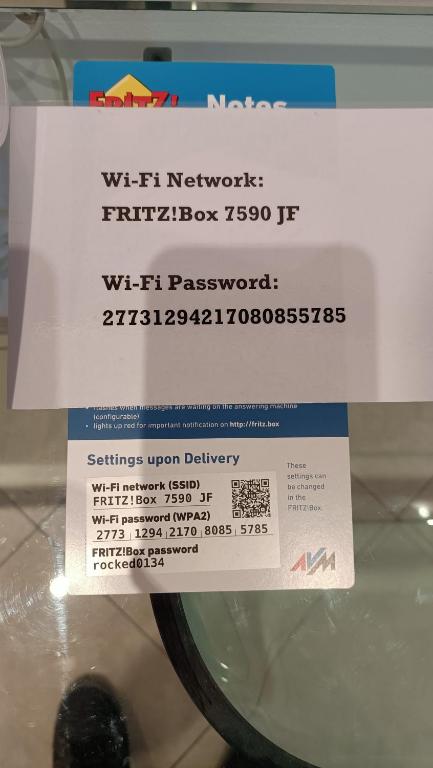 FRITZ! Notes
Wi-Fi Network:
FRITZ!Box 7590 JF
Wi-Fi Password:
27731294217080855785
flashes when messages are waiting on the answering machine
(configurable)
• lights up red for important notification on http://fritz.box
Settings upon Delivery
Wi-Fi network (SSID)
FRITZ!Box 7590 JF
Wi-Fi password (WPA2)
2773 1294 2170 8085 5785
FRITZ!Box password
rocked0134
These
settings can
be changed
in the
FRITZ!Box.
AVM